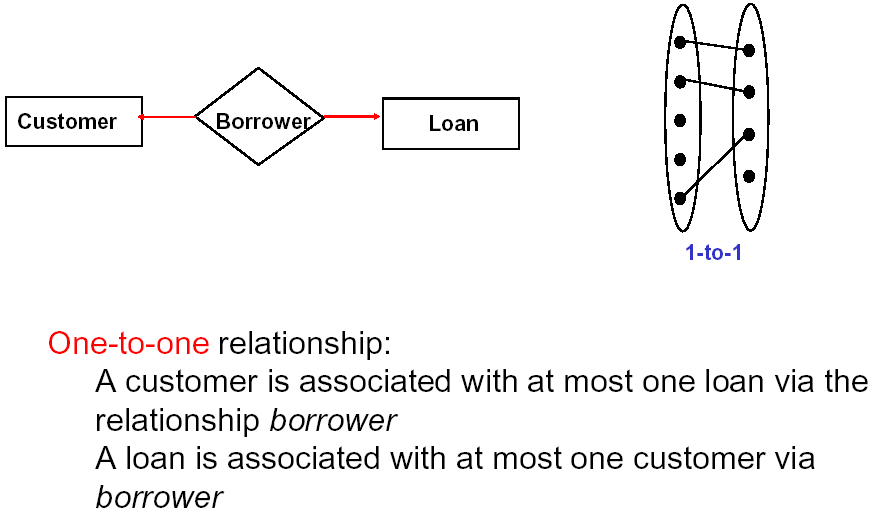 Customer
Borrower
Loan
1-to-1
One-to-one relationship:
A customer is associated with at most one loan via the
relationship borrower
A loan is associated with at most one customer via
borrower